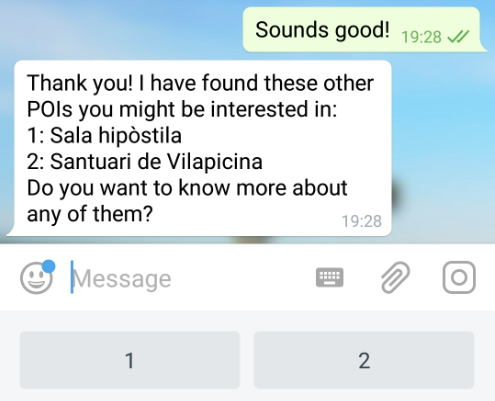 Sounds good!
19:28
Thank you! I have found these other
POIs you might be interested in:
1: Sala hipòstila
2: Santuari de Vilapicina
Do you want to know more about
any of them?
19:28
Message
1
2